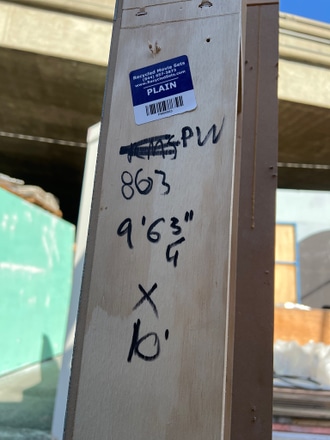 Recycled Movie Sets
PLAIN
PW
863
9'6 3/4"
X
10'